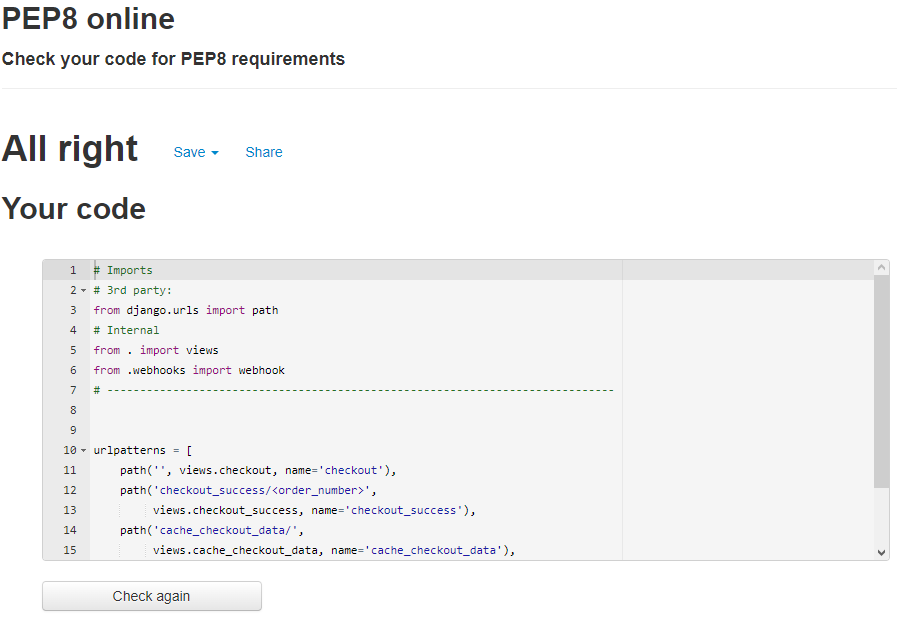 PEP8 online
Check your code for PEP8 requirements
All right Save Share
Your code
1 # Imports
2 # 3rd party:
3 from django.urls import path
4 # Internal
5 from . import views
6 from .webhooks import webhook
7 # -----------------------------------------------------------------------------
8
9
10 urlpatterns = [
11 path('', views.checkout, name='checkout'),
12 path('checkout_success/<order_number>',
13 views.checkout_success, name='checkout_success'),
14 path('cache_checkout_data/',
15 views.cache_checkout_data, name='cache_checkout_data'),
Check again